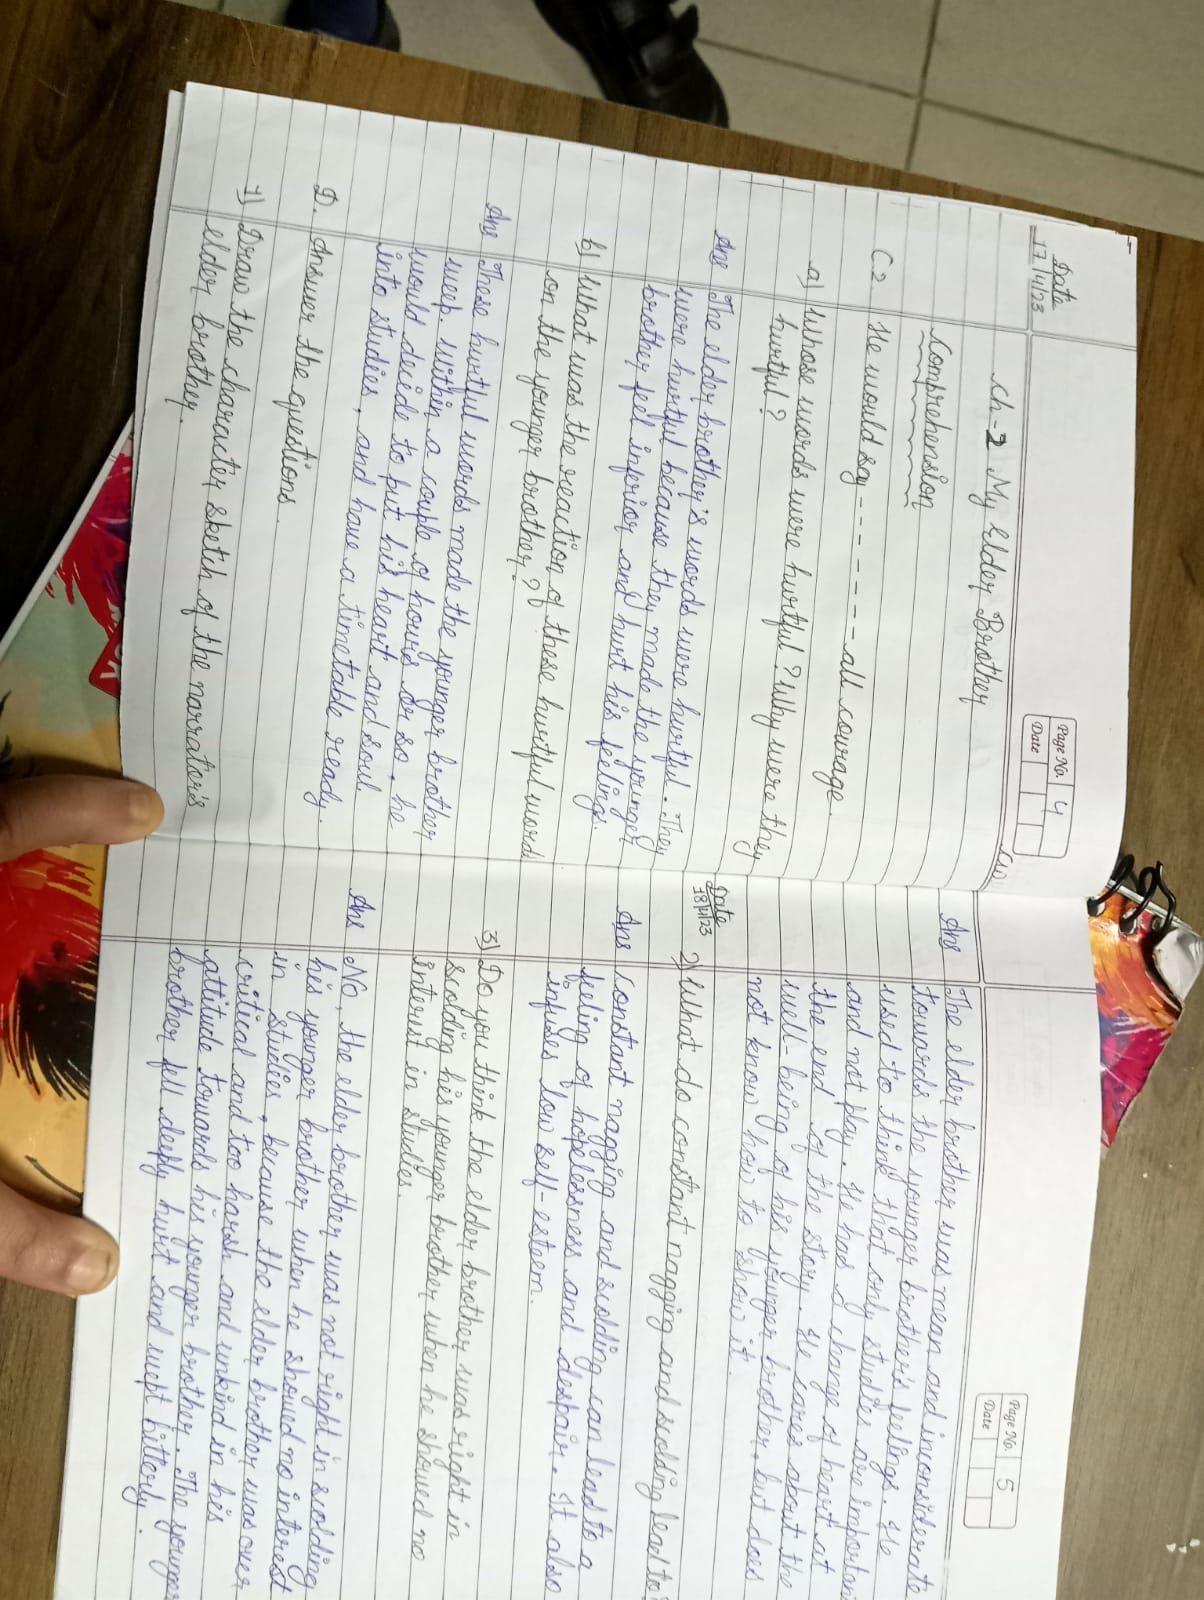 Date
17/4/23
Page No. 4
Date
CW
Ch-2 My Elder Brother
Comprehension
C2 He would say ------- all courage.
a) Whose words were hurtful? Why were they
hurtful?
Ans The elder brother's words were hurtful. They
were hurtful because they made the younger
brother feel inferior and hurt his feelings.
b) What was the reaction of these hurtful words
on the younger brother?
Ans These hurtful words made the younger brother
weep. Within a couple of hours or so, he
would decide to put his heart and soul
into studies, and have a timetable ready.
D. Answer the questions.
1) Draw the character sketch of the narrator's
elder brother.
Page No. 5
Date
Ans The elder brother was mean and inconsiderate
towards the younger brother's feelings. He
used to think that only studies are importan
and not play. He has a change of heart at
the end of the story. He cares about the
well-being of his younger brother, but does
not know how to show it.
Date
18/4/23
2) What do constant nagging and scolding lead to?
Ans Constant nagging and scolding can lead to a
feeling of hopelessness and despair. It also
infuses low self-esteem.
3) Do you think the elder brother was right in
scolding his younger brother when he showed no
interest in studies.
Ans No, the elder brother was not right in scolding
his younger brother when he showed no interest
in studies, because the elder brother was over
critical and too harsh and unkind in his
attitude towards his younger brother. The younger
brother fell deeply hurt and wept bitterly.